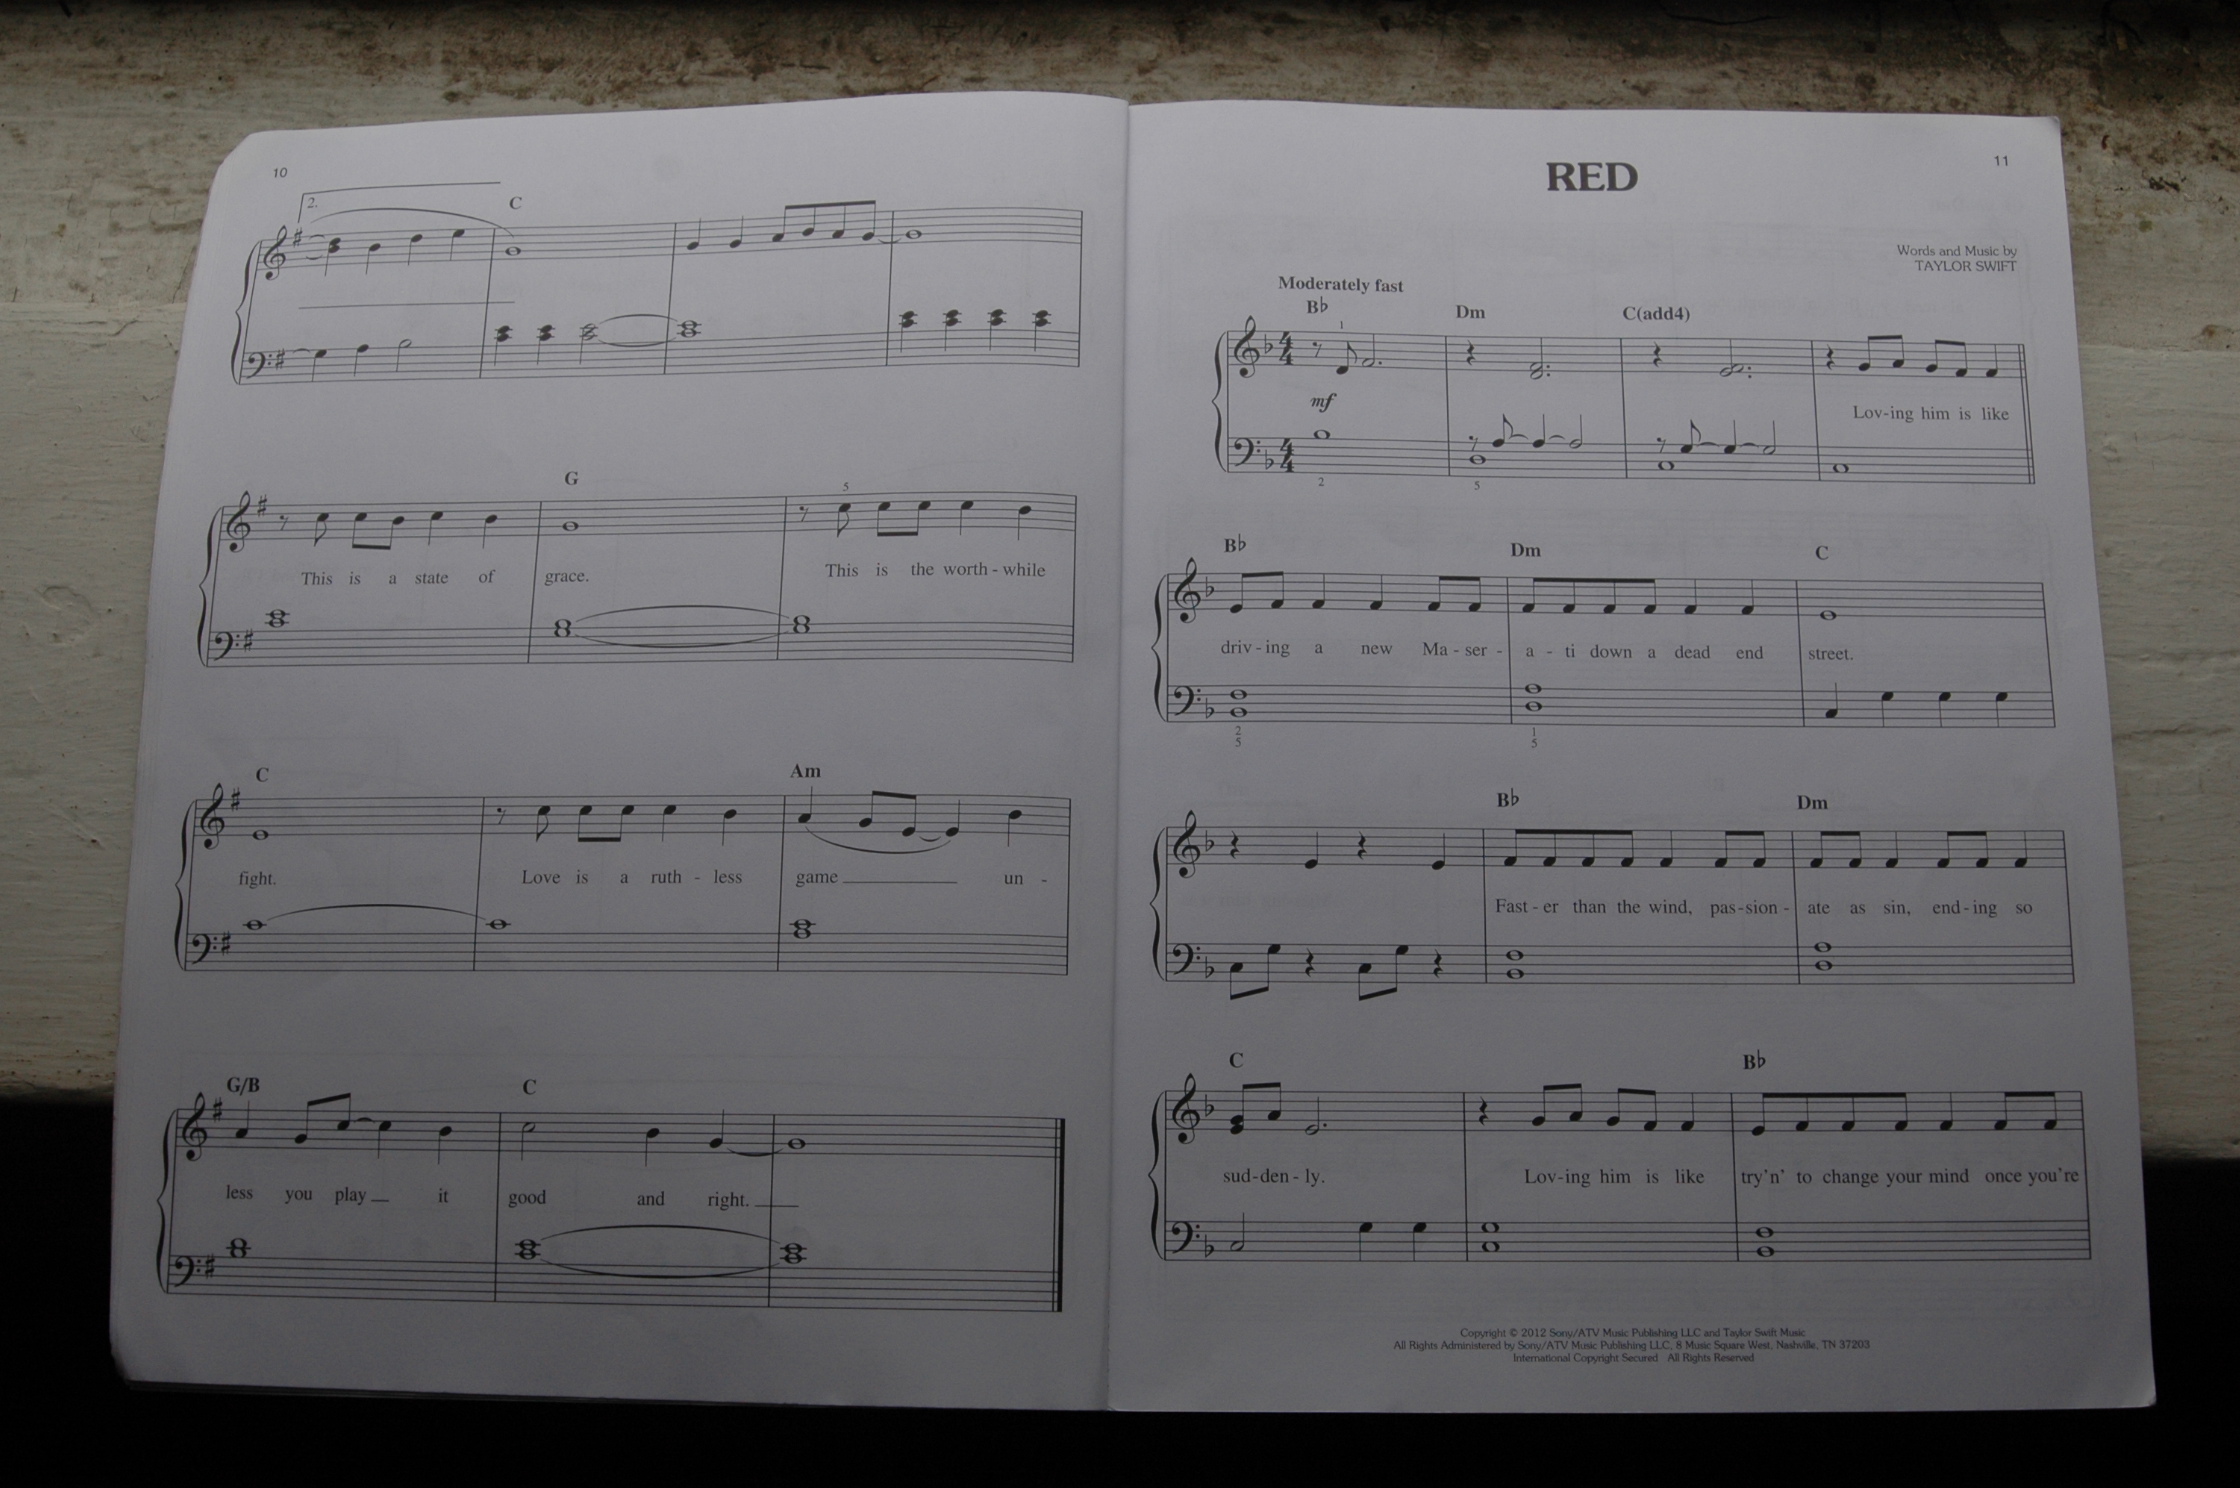 10
2.
C
G
5
This is a state of grace. This is the worth - while
C Am
fight. Love is a ruth - less game un -
G/B C
less you play it good and right.
11
RED
Words and Music by
TAYLOR SWIFT
Moderately fast
B♭ Dm C(add4)
1
4
4
mf
Lov-ing him is like
4
4
2 5
B♭ Dm C
driv - ing a new Ma - ser - a - ti down a dead end street.
2 1
5 5
B♭ Dm
Fast - er than the wind, pas-sion - ate as sin, end-ing so
C B♭
sud-den - ly. Lov-ing him is like try'n' to change your mind once you're
Copyright © 2012 Sony/ATV Music Publishing LLC and Taylor Swift Music
All Rights Administered by Sony/ATV Music Publishing LLC, 8 Music Square West, Nashville, TN 37203
International Copyright Secured All Rights Reserved